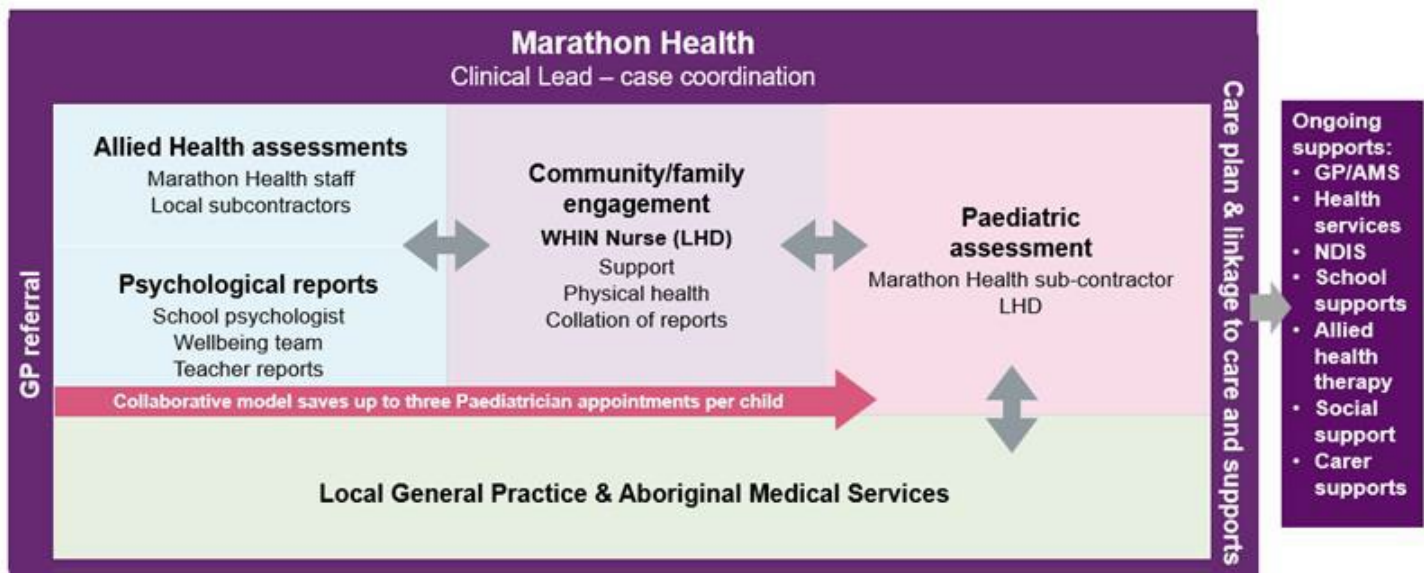 Marathon Health
Clinical Lead – case coordination
GP referral
Allied Health assessments
Marathon Health staff
Local subcontractors
Psychological reports
School psychologist
Wellbeing team
Teacher reports
Community/family
engagement
WHIN Nurse (LHD)
Support
Physical health
Collation of reports
Paediatric
assessment
Marathon Health sub-contractor
LHD
Collaborative model saves up to three Paediatrician appointments per child
Local General Practice & Aboriginal Medical Services
Care plan & linkage to care and supports
Ongoing
supports:
• GP/AMS
• Health
services
• NDIS
• School
supports
• Allied
health
therapy
• Social
support
• Carer
supports